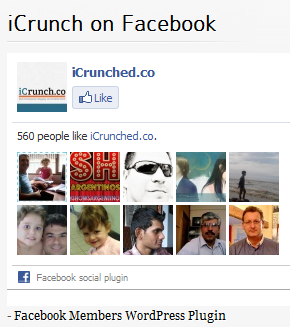 iCrunch on Facebook
iCrunch.co
iCrunched.co
Like
560 people like iCrunched.co.
SH
ARGENTINOS
Facebook social plugin
- Facebook Members WordPress Plugin